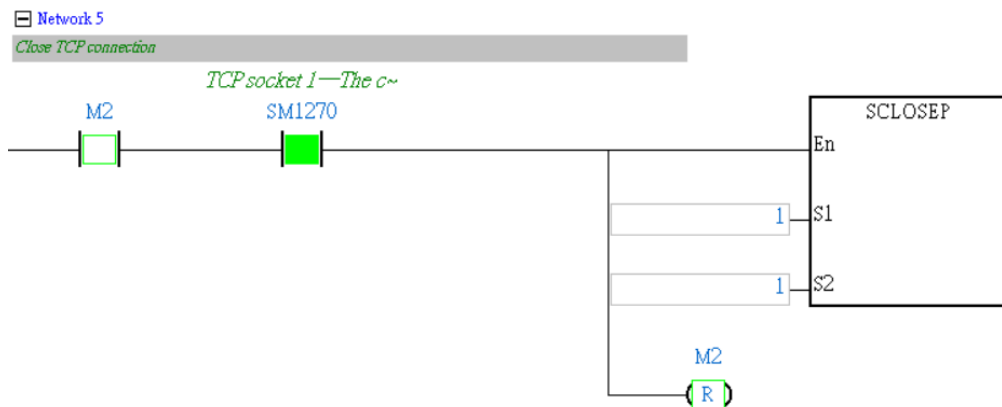 Network 5
Close TCP connection
TCP socket 1—The c~
M2
SM1270
SCLOSEP
En
1
S1
1
S2
M2
R